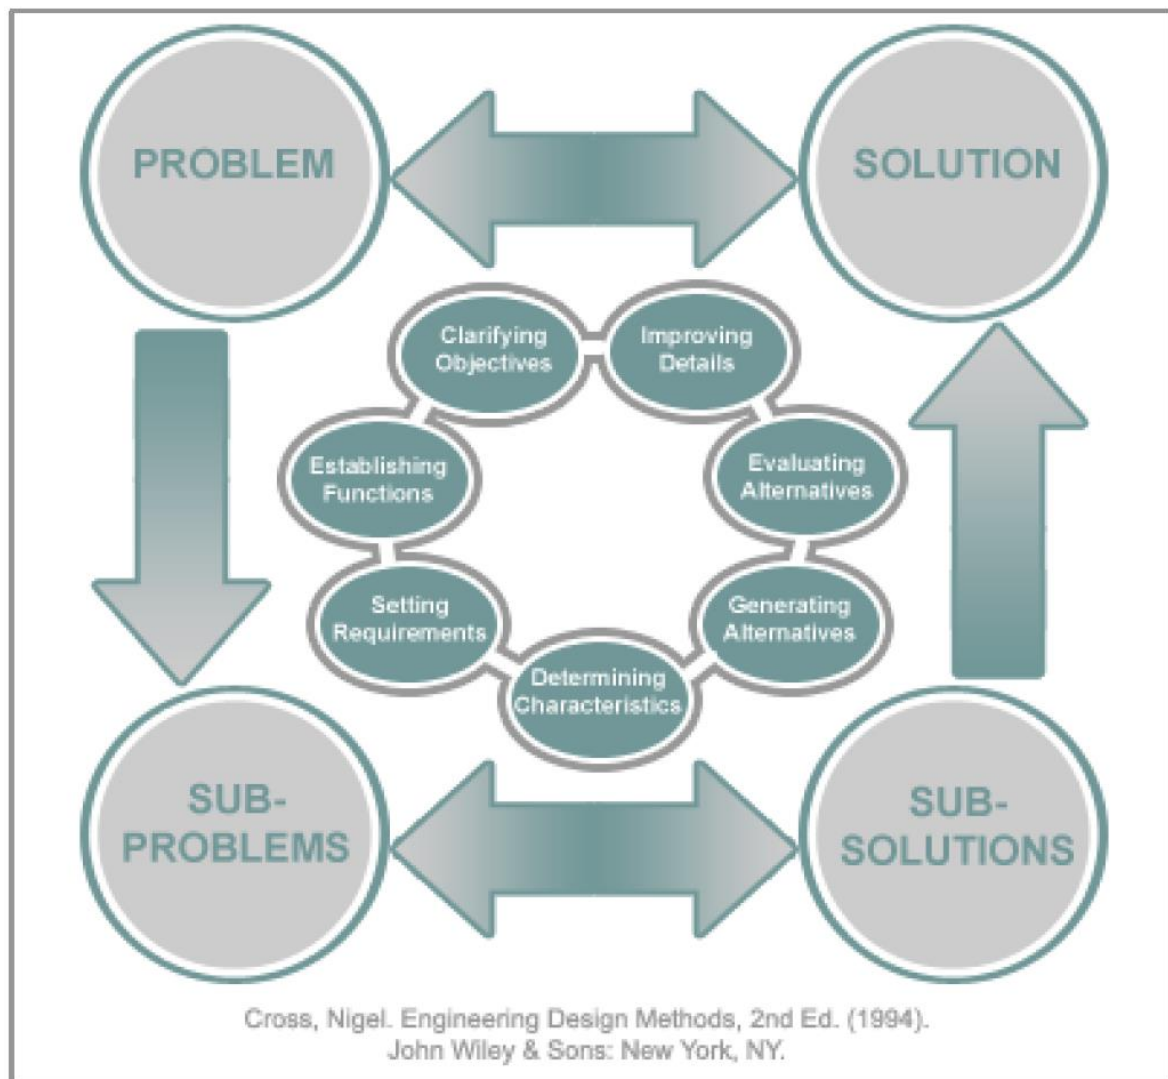 PROBLEM
SOLUTION
Clarifying
Objectives
Improving
Details
Establishing
Functions
Evaluating
Alternatives
Setting
Requirements
Generating
Alternatives
Determining
Characteristics
SUB-
PROBLEMS
SUB-
SOLUTIONS
Cross, Nigel. Engineering Design Methods, 2nd Ed. (1994).
John Wiley & Sons: New York, NY.